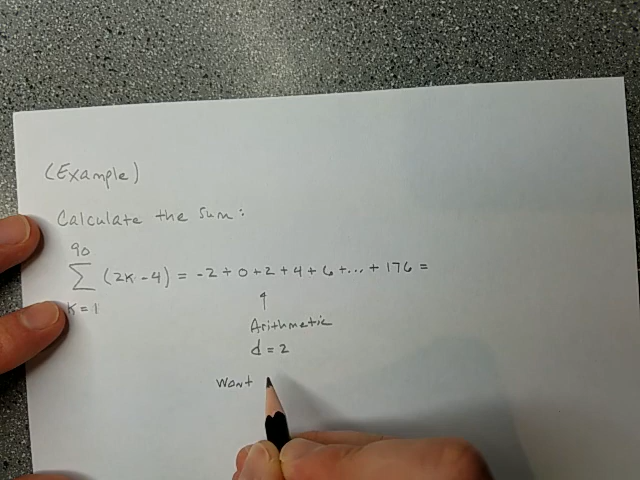 (Example)
Calculate the sum:
90
∑ (2k-4) = -2+0+2+4+6+...+176 =
k=1
↑
Arithmetic
d=2
Want